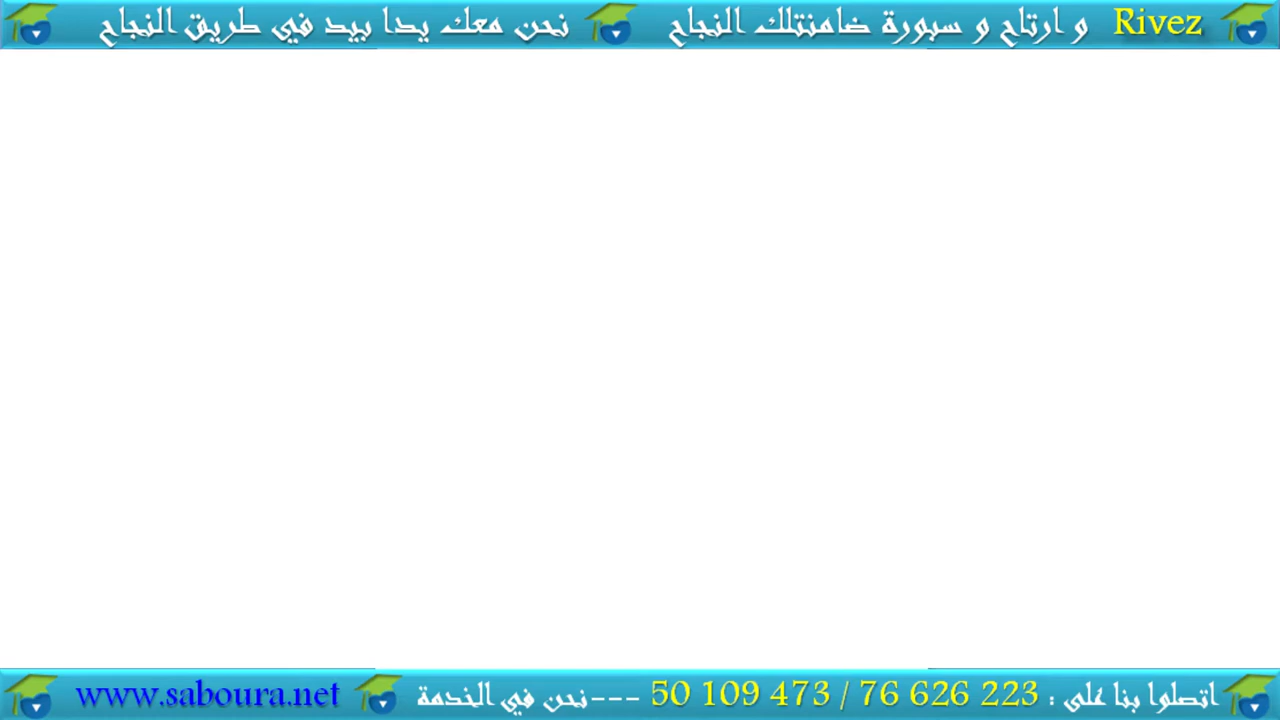 Rivez و ارتاح و سبورة ضامنتلك النجاح نحن معك يدا بيد في طريق النجاح
اتصلوا بنا على : 50 109 473 / 76 626 223 ---نحن في الخدمة www.saboura.net